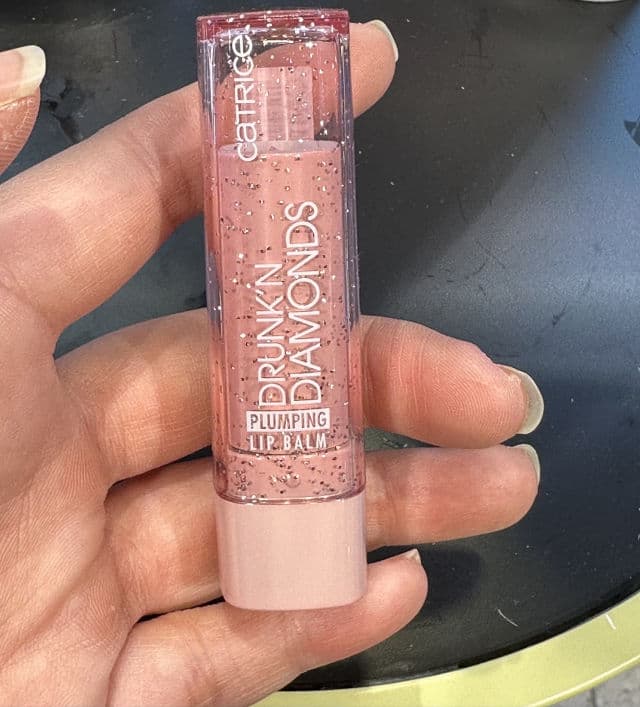 CATRICE
DRUNK'N
DIAMONDS
PLUMPING
LIP BALM